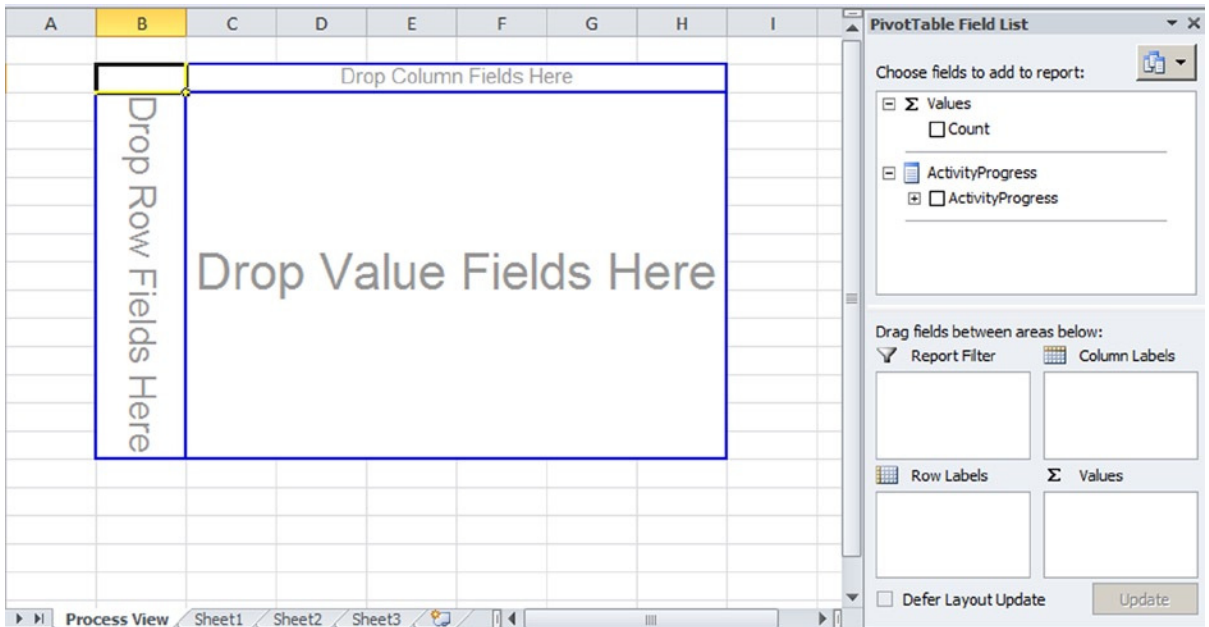 A B C D E F G H I
Drop Column Fields Here
Drop Row Fields Here
Drop Value Fields Here
Process View Sheet1 Sheet2 Sheet3
PivotTable Field List
Choose fields to add to report:
Σ Values
Count
ActivityProgress
ActivityProgress
Drag fields between areas below:
Report Filter Column Labels
Row Labels Σ Values
Defer Layout Update Update